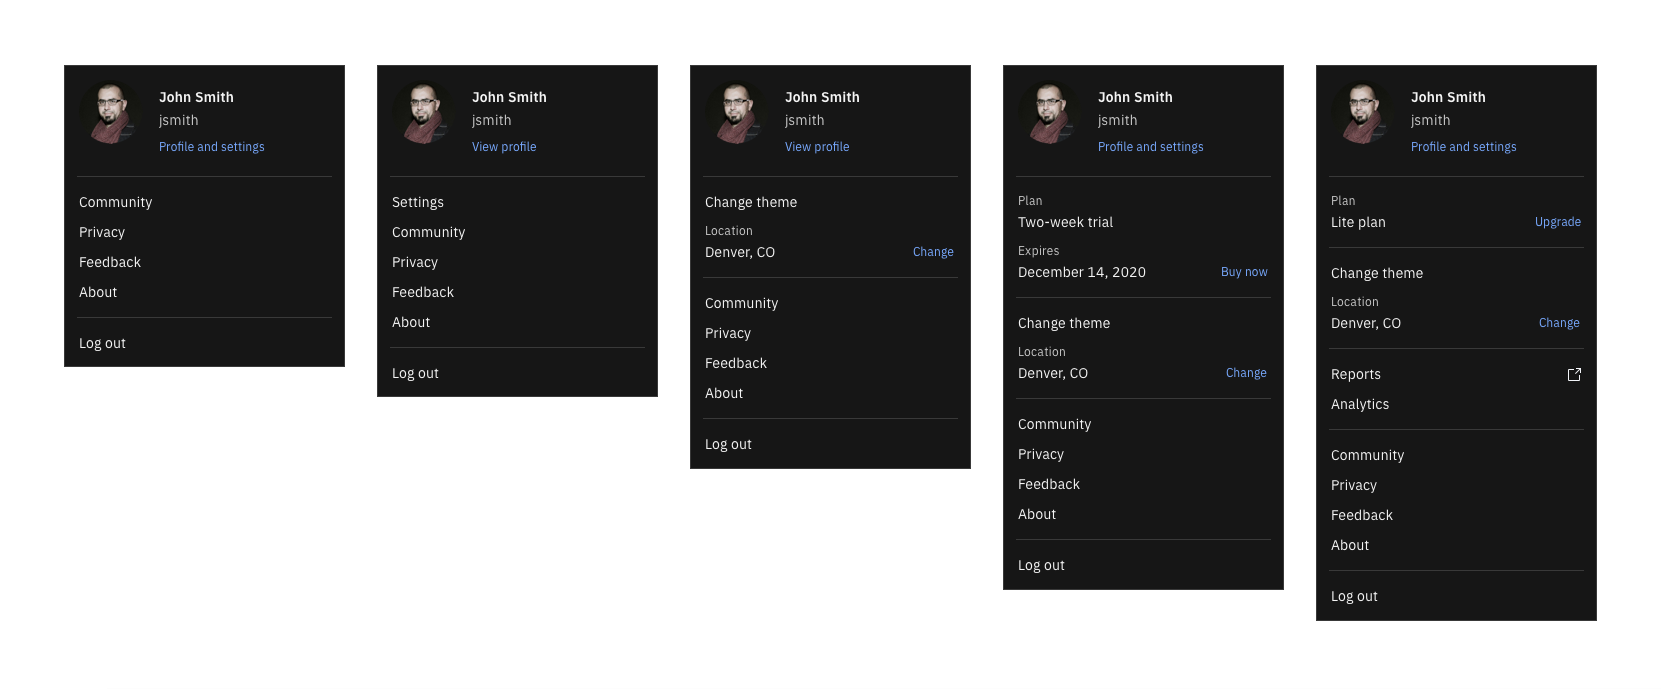 John Smith
jsmith
Profile and settings
Community
Privacy
Feedback
About
Log out
John Smith
jsmith
View profile
Settings
Community
Privacy
Feedback
About
Log out
John Smith
jsmith
View profile
Change theme
Location
Denver, CO Change
Community
Privacy
Feedback
About
Log out
John Smith
jsmith
Profile and settings
Plan
Two-week trial
Expires
December 14, 2020 Buy now
Change theme
Location
Denver, CO Change
Community
Privacy
Feedback
About
Log out
John Smith
jsmith
Profile and settings
Plan
Lite plan Upgrade
Change theme
Location
Denver, CO Change
Reports
Analytics
Community
Privacy
Feedback
About
Log out